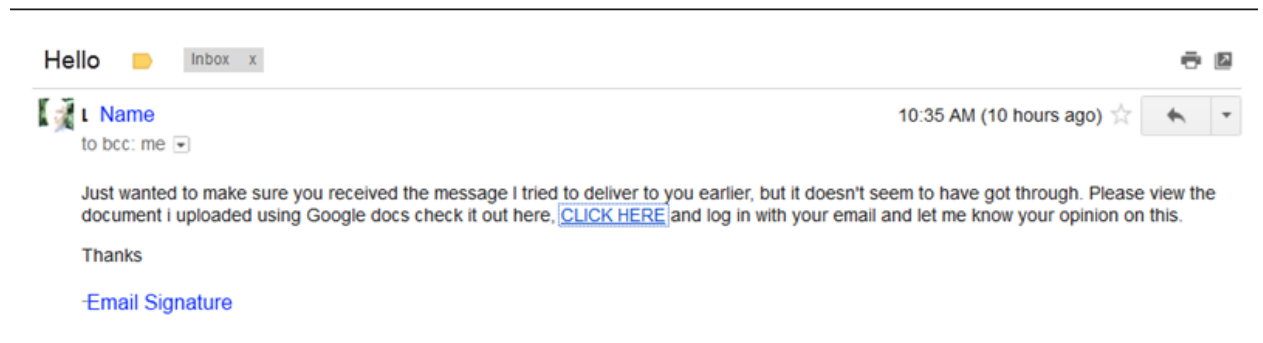 Hello Inbox x
L Name 10:35 AM (10 hours ago)
to bcc: me
Just wanted to make sure you received the message I tried to deliver to you earlier, but it doesn't seem to have got through. Please view the
document i uploaded using Google docs check it out here, CLICK HERE and log in with your email and let me know your opinion on this.
Thanks
-Email Signature